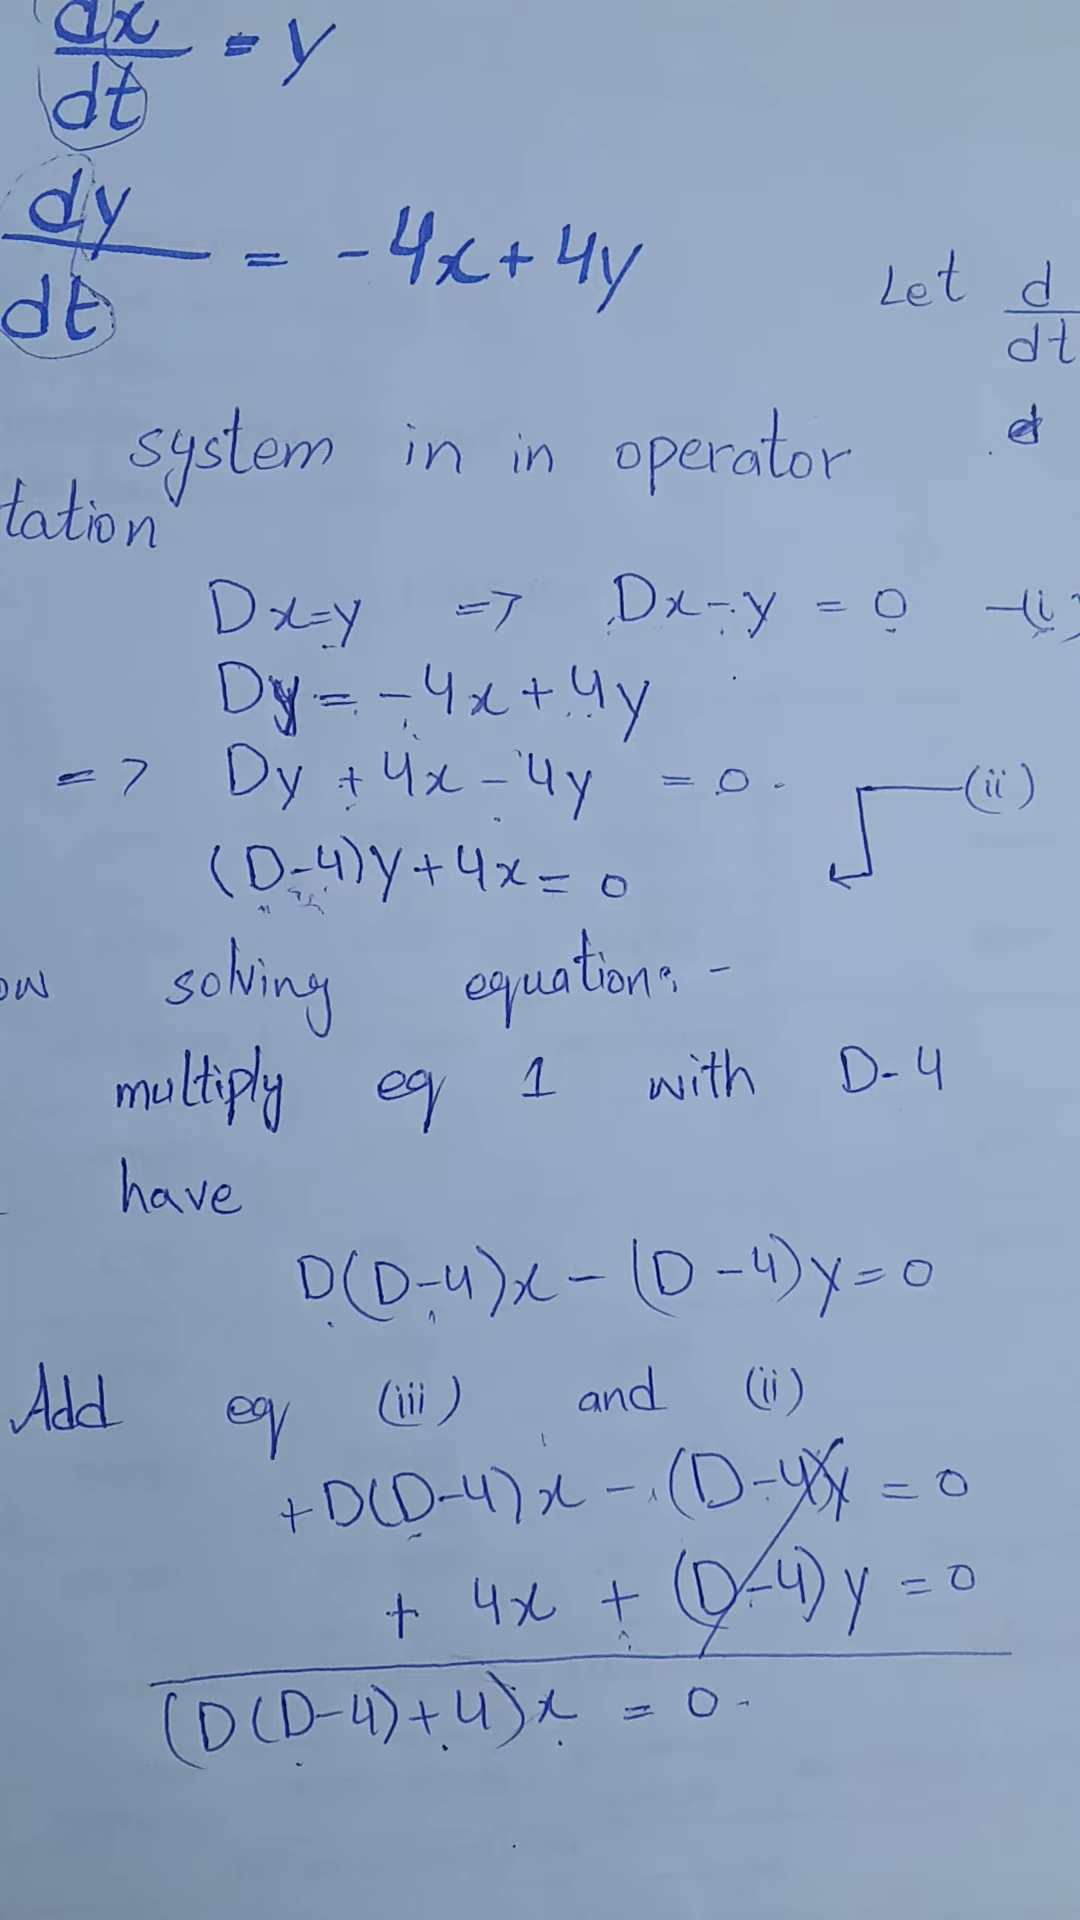 dx/dt = y
dy/dt = -4x + 4y
Let d/dt
d
system in in operator
tation
Dx=y => Dx - y = 0 -(i)
Dy = -4x + 4y
=> Dy + 4x - 4y = 0. (ii)
(D-4)y + 4x = 0
ow solving equation:-
multiply eq 1 with D-4
have
D(D-4)x - (D-4)y = 0
Add eq (iii) and (ii)
+D(D-4)x - (D-4)y = 0
+ 4x + (D-4)y = 0
(D(D-4)+4)x = 0.